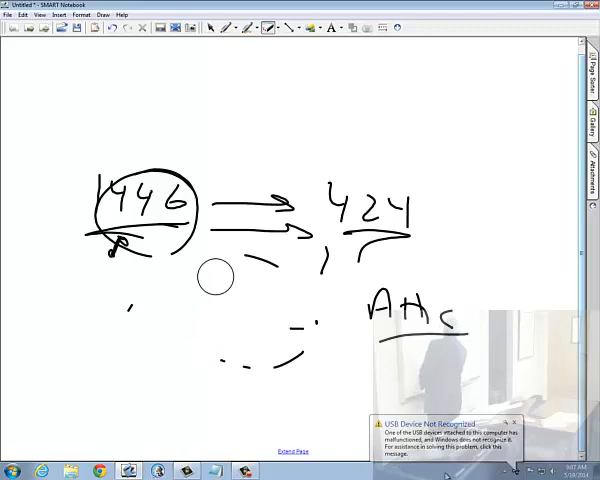 Untitled * - SMART Notebook
File Edit View Insert Format Draw Help
Page Sorter
Gallery
Attachments
1446 424
AHC
USB Device Not Recognized
One of the USB devices attached to this computer has
malfunctioned, and Windows does not recognize it.
For assistance in solving this problem, click this
message.
Extend Page
9:07 AM
5/19/2014